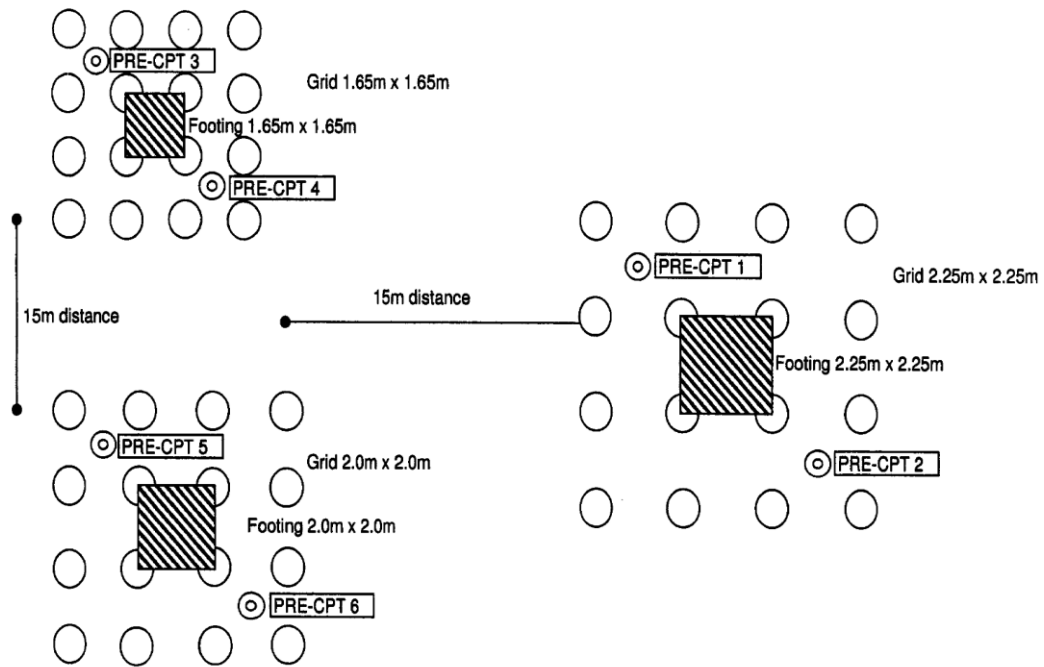 PRE-CPT 3
Grid 1.65m x 1.65m
Footing 1.65m x 1.65m
PRE-CPT 4
15m distance
15m distance
PRE-CPT 1
Grid 2.25m x 2.25m
Footing 2.25m x 2.25m
PRE-CPT 2
PRE-CPT 5
Grid 2.0m x 2.0m
Footing 2.0m x 2.0m
PRE-CPT 6